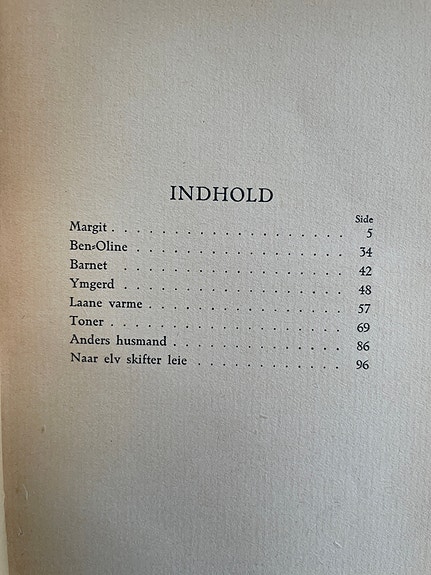 INDHOLD
Side
Margit . . . . . . . . . . . . . . . . . . . 5
Ben-Oline . . . . . . . . . . . . . . . . . 34
Barnet . . . . . . . . . . . . . . . . . . . 42
Ymgerd . . . . . . . . . . . . . . . . . . 48
Laane varme . . . . . . . . . . . . . . . . 57
Toner . . . . . . . . . . . . . . . . . . . 69
Anders husmand . . . . . . . . . . . . . . 86
Naar elv skifter leie . . . . . . . . . . . . 96